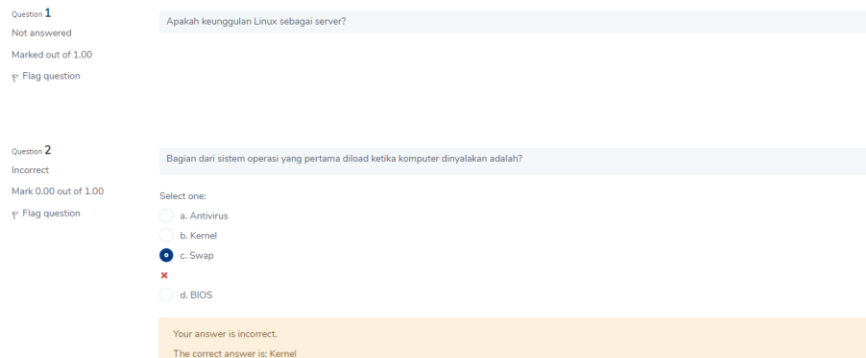 Question 1
Not answered
Marked out of 1.00
Flag question
Apakah keunggulan Linux sebagai server?
Question 2
Incorrect
Mark 0.00 out of 1.00
Flag question
Bagian dari sistem operasi yang pertama diload ketika komputer dinyalakan adalah?
Select one:
a. Antivirus
b. Kernel
c. Swap
d. BIOS
Your answer is incorrect.
The correct answer is: Kernel